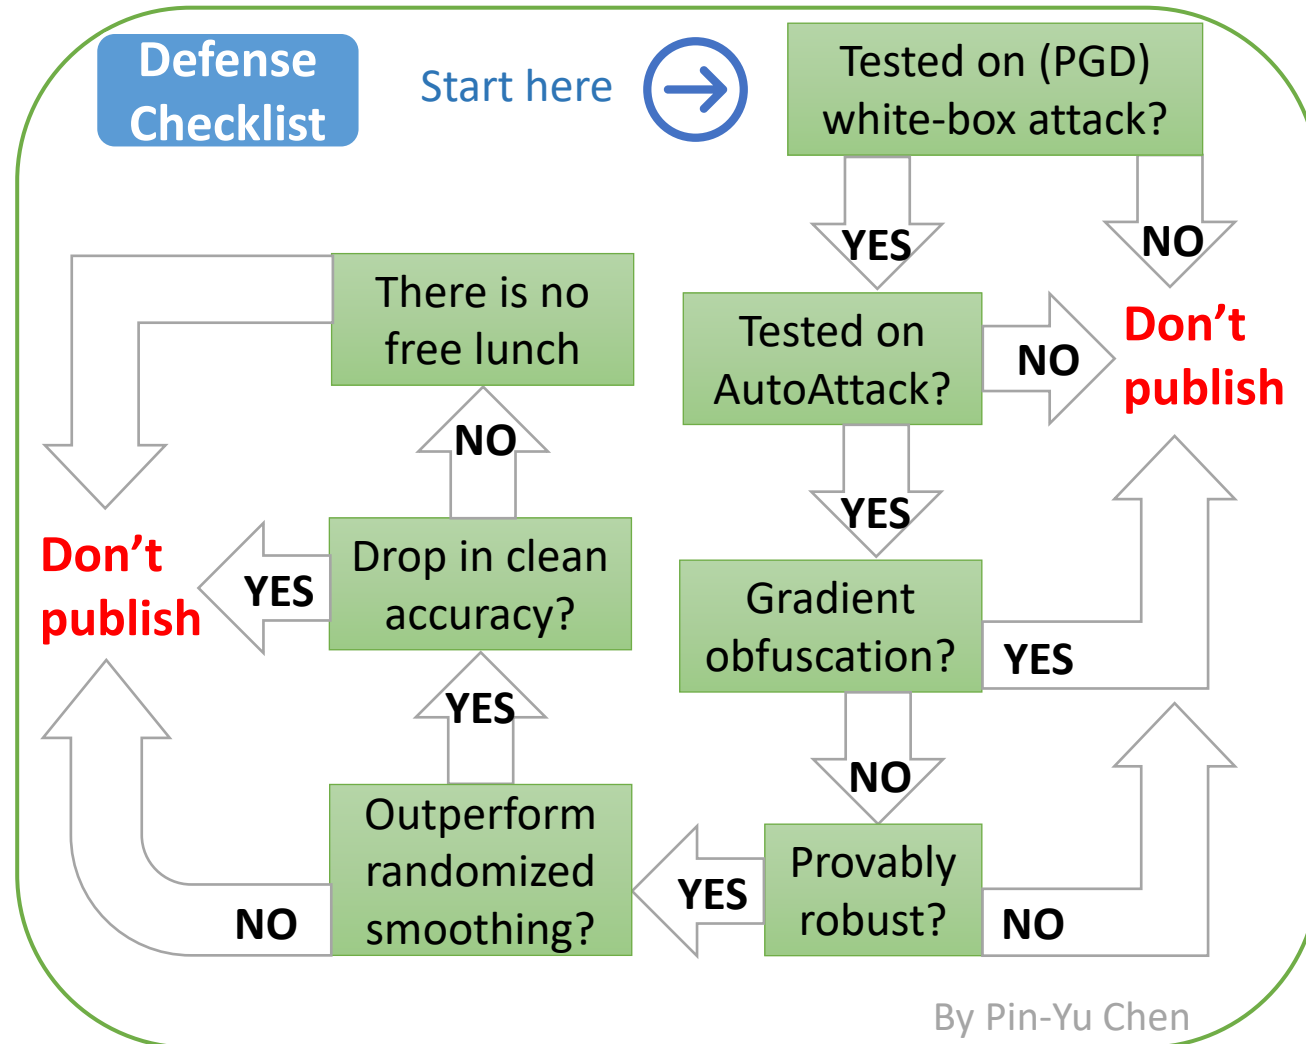 Defense
Checklist
Start here
Tested on (PGD)
white-box attack?
YES
NO
Tested on
AutoAttack?
NO
Don’t
publish
YES
Gradient
obfuscation?
YES
NO
Provably
robust?
NO
YES
Outperform
randomized
smoothing?
NO
YES
Drop in clean
accuracy?
YES
Don’t
publish
NO
There is no
free lunch
By Pin-Yu Chen